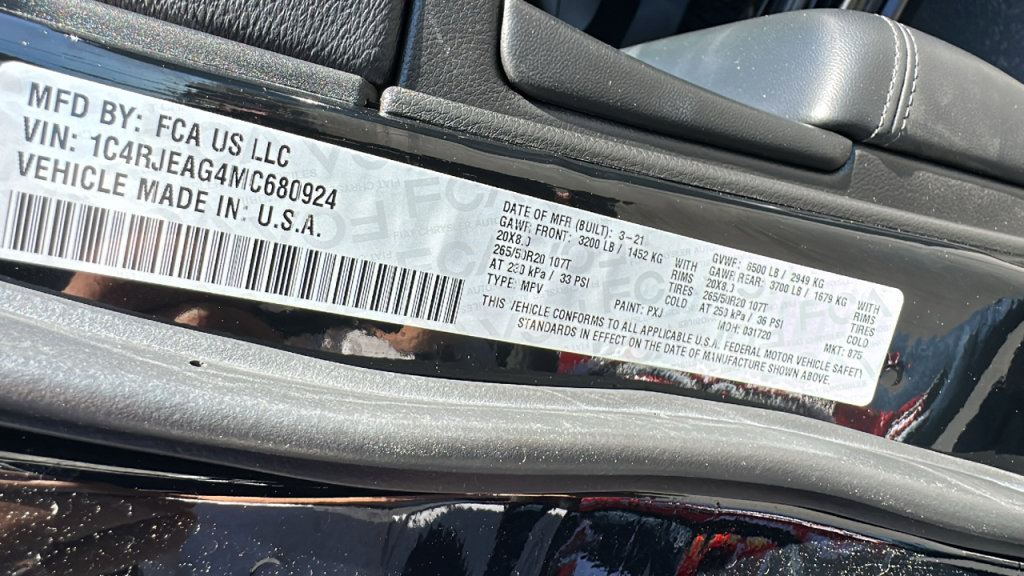 MFD BY: FCA US LLC
VIN: 1C4RJEAG4MC680924
VEHICLE MADE IN: U.S.A.
DATE OF MFR (BUILT): 3-21
GAWR FRONT: 3200 LB / 1452 KG WITH
20X8.0 RIMS
265/50R20 107T TIRES
AT 230 kPa / 33 PSI COLD
TYPE: MPV PAINT: PXJ
GVWR: 6500 LB / 2949 KG
GAWR REAR: 3700 LB / 1679 KG WITH
20X8.0 RIMS
265/50R20 107T TIRES
AT 250 kPa / 36 PSI COLD
MDH: 031720 MKT: 875
THIS VEHICLE CONFORMS TO ALL APPLICABLE U.S.A. FEDERAL MOTOR VEHICLE SAFETY
STANDARDS IN EFFECT ON THE DATE OF MANUFACTURE SHOWN ABOVE.